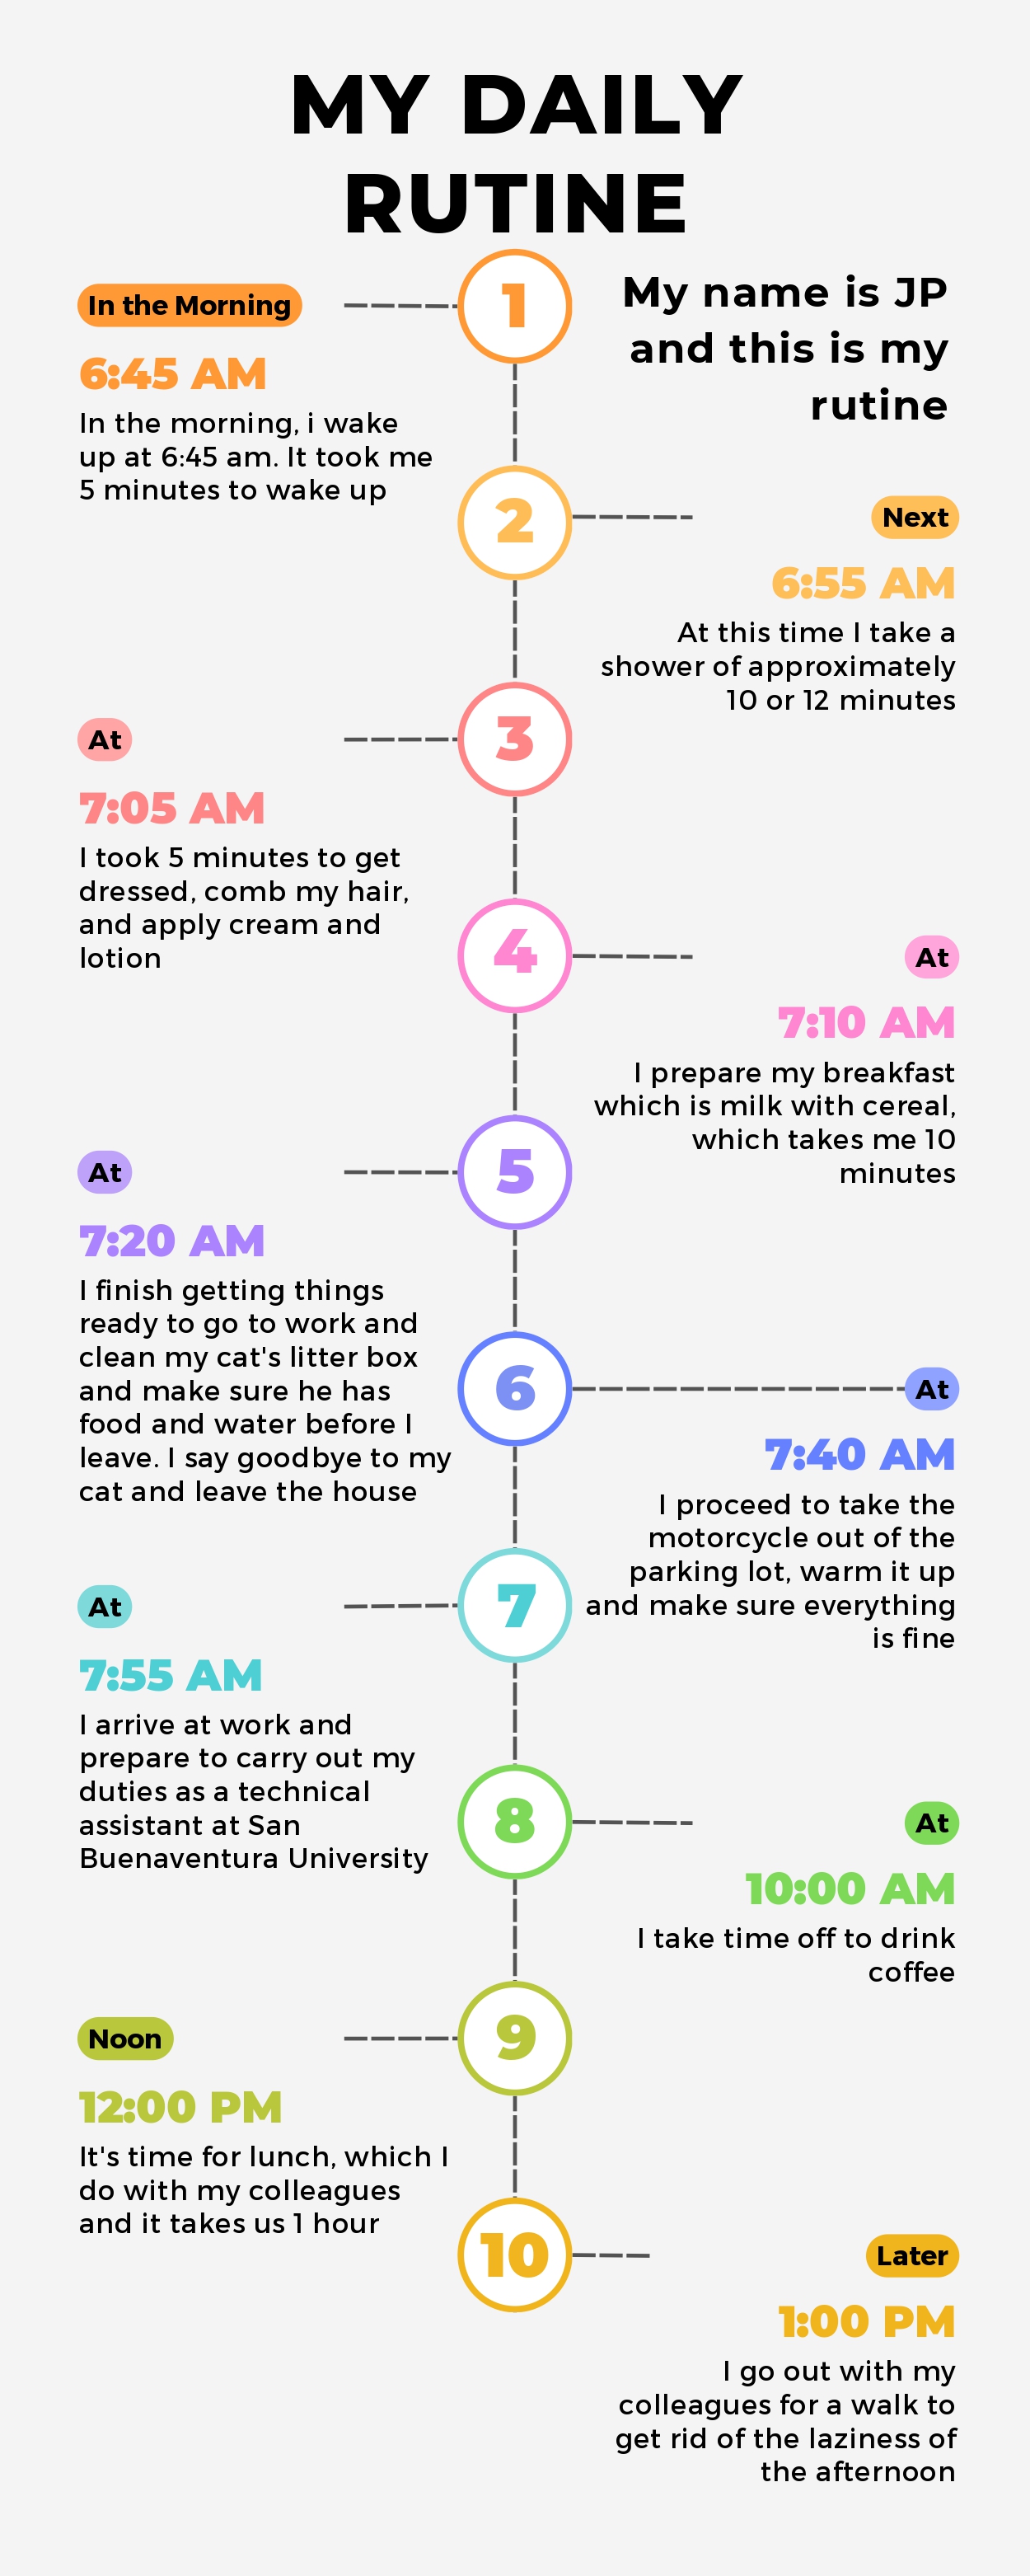 MY DAILY
RUTINE
1
In the Morning
6:45 AM
In the morning, i wake
up at 6:45 am. It took me
5 minutes to wake up
My name is JP
and this is my
rutine
2
Next
6:55 AM
At this time I take a
shower of approximately
10 or 12 minutes
3
At
7:05 AM
I took 5 minutes to get
dressed, comb my hair,
and apply cream and
lotion
4
At
7:10 AM
I prepare my breakfast
which is milk with cereal,
which takes me 10
minutes
5
At
7:20 AM
I finish getting things
ready to go to work and
clean my cat's litter box
and make sure he has
food and water before I
leave. I say goodbye to my
cat and leave the house
6
At
7:40 AM
I proceed to take the
motorcycle out of the
parking lot, warm it up
and make sure everything
is fine
7
At
7:55 AM
I arrive at work and
prepare to carry out my
duties as a technical
assistant at San
Buenaventura University
8
At
10:00 AM
I take time off to drink
coffee
9
Noon
12:00 PM
It's time for lunch, which I
do with my colleagues
and it takes us 1 hour
10
Later
1:00 PM
I go out with my
colleagues for a walk to
get rid of the laziness of
the afternoon